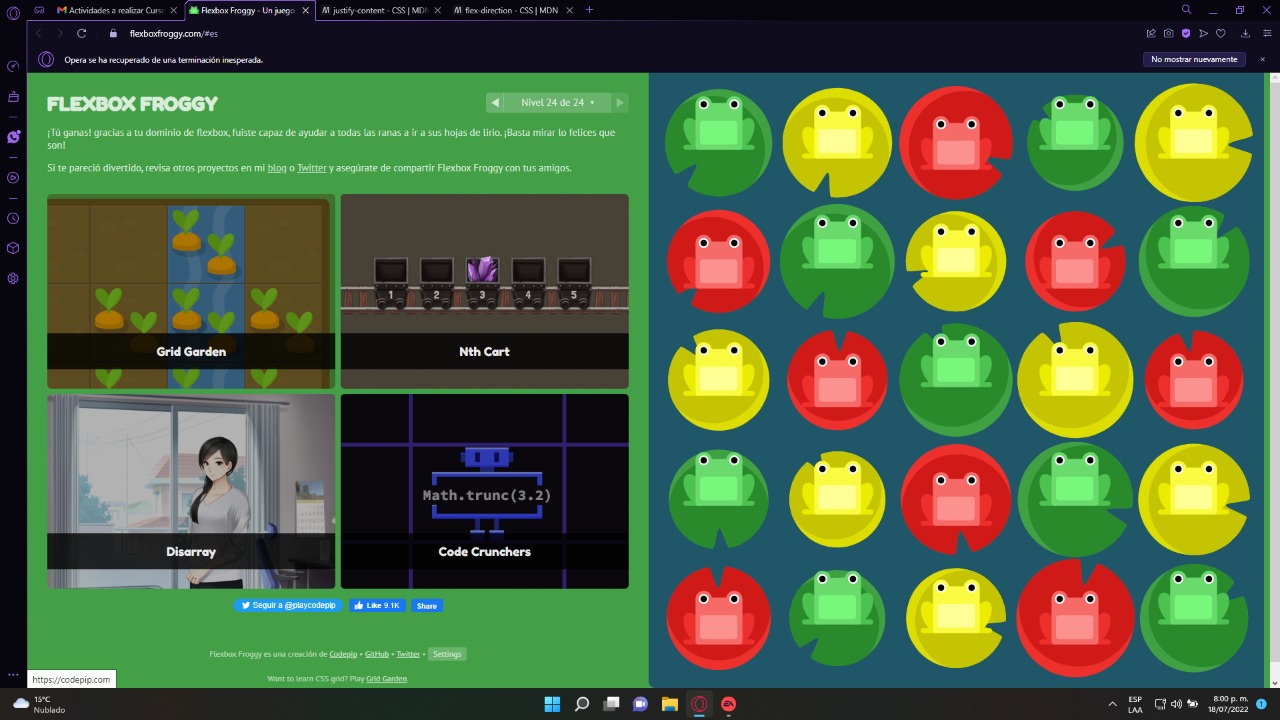 Actividades a realizar Curso
Flexbox Froggy - Un juego
justify-content - CSS | MDN
flex-direction - CSS | MDN
flexboxfroggy.com/#es
Opera se ha recuperado de una terminación inesperada.
No mostrar nuevamente
FLEXBOX FROGGY
Nivel 24 de 24
¡Tú ganas! gracias a tu dominio de flexbox, fuiste capaz de ayudar a todas las ranas a ir a sus hojas de lirio. ¡Basta mirar lo felices que
son!
Si te pareció divertido, revisa otros proyectos en mi blog o Twitter y asegúrate de compartir Flexbox Froggy con tus amigos.
1 2 3 4 5
Grid Garden
Nth Cart
Math.trunc(3.2)
Disarray
Code Crunchers
Seguir a @playcodepip
Like 9.1K
Share
Flexbox Froggy es una creación de Codepip • GitHub • Twitter • Settings
Want to learn CSS grid? Play Grid Garden.
https://codepip.com
15°C
Nublado
EA
ESP
LAA
8:00 p. m.
18/07/2022
1